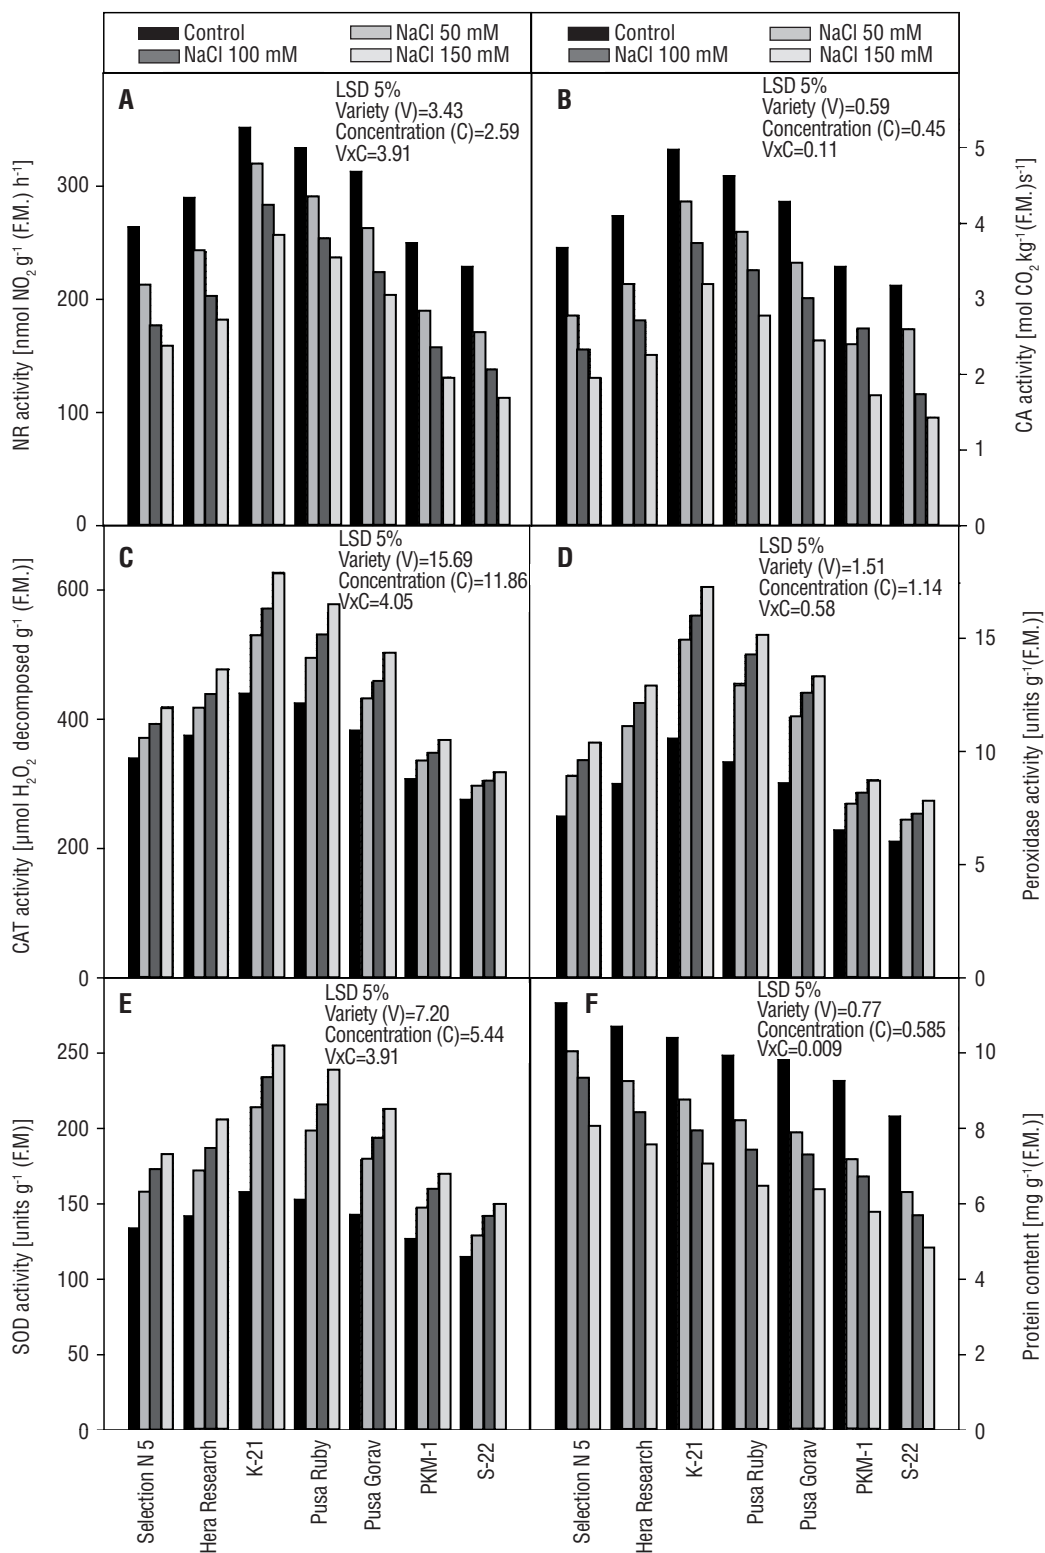 Control
NaCl 50 mM
NaCl 100 mM
NaCl 150 mM
Control
NaCl 50 mM
NaCl 100 mM
NaCl 150 mM
A
LSD 5%
Variety (V)=3.43
Concentration (C)=2.59
VxC=3.91
NR activity [nmol NO2 g-1 (F.M.) h-1]
300
200
100
0
B
LSD 5%
Variety (V)=0.59
Concentration (C)=0.45
VxC=0.11
5
4
3
2
1
0
CA activity [mol CO2 kg-1(F.M.)s-1]
C
LSD 5%
Variety (V)=15.69
Concentration (C)=11.86
VxC=4.05
CAT activity [µmol H2O2 decomposed g-1 (F.M.)]
600
400
200
0
D
LSD 5%
Variety (V)=1.51
Concentration (C)=1.14
VxC=0.58
15
10
5
0
Peroxidase activity [units g-1(F.M.)]
E
LSD 5%
Variety (V)=7.20
Concentration (C)=5.44
VxC=3.91
SOD activity [units g-1 (F.M)]
250
200
150
100
50
0
F
LSD 5%
Variety (V)=0.77
Concentration (C)=0.585
VxC=0.009
10
8
6
4
2
0
Protein content [mg g-1(F.M.)]
Selection N 5
Hera Research
K-21
Pusa Ruby
Pusa Gorav
PKM-1
S-22
Selection N 5
Hera Research
K-21
Pusa Ruby
Pusa Gorav
PKM-1
S-22